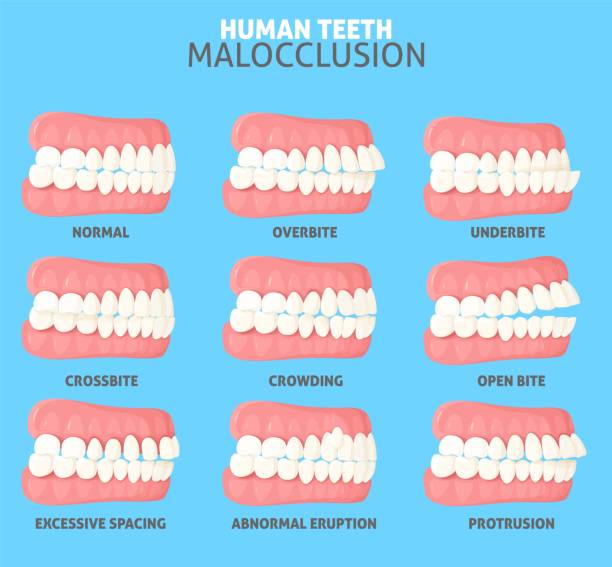 HUMAN TEETH
MALOCCLUSION
NORMAL
OVERBITE
UNDERBITE
CROSSBITE
CROWDING
OPEN BITE
EXCESSIVE SPACING
ABNORMAL ERUPTION
PROTRUSION